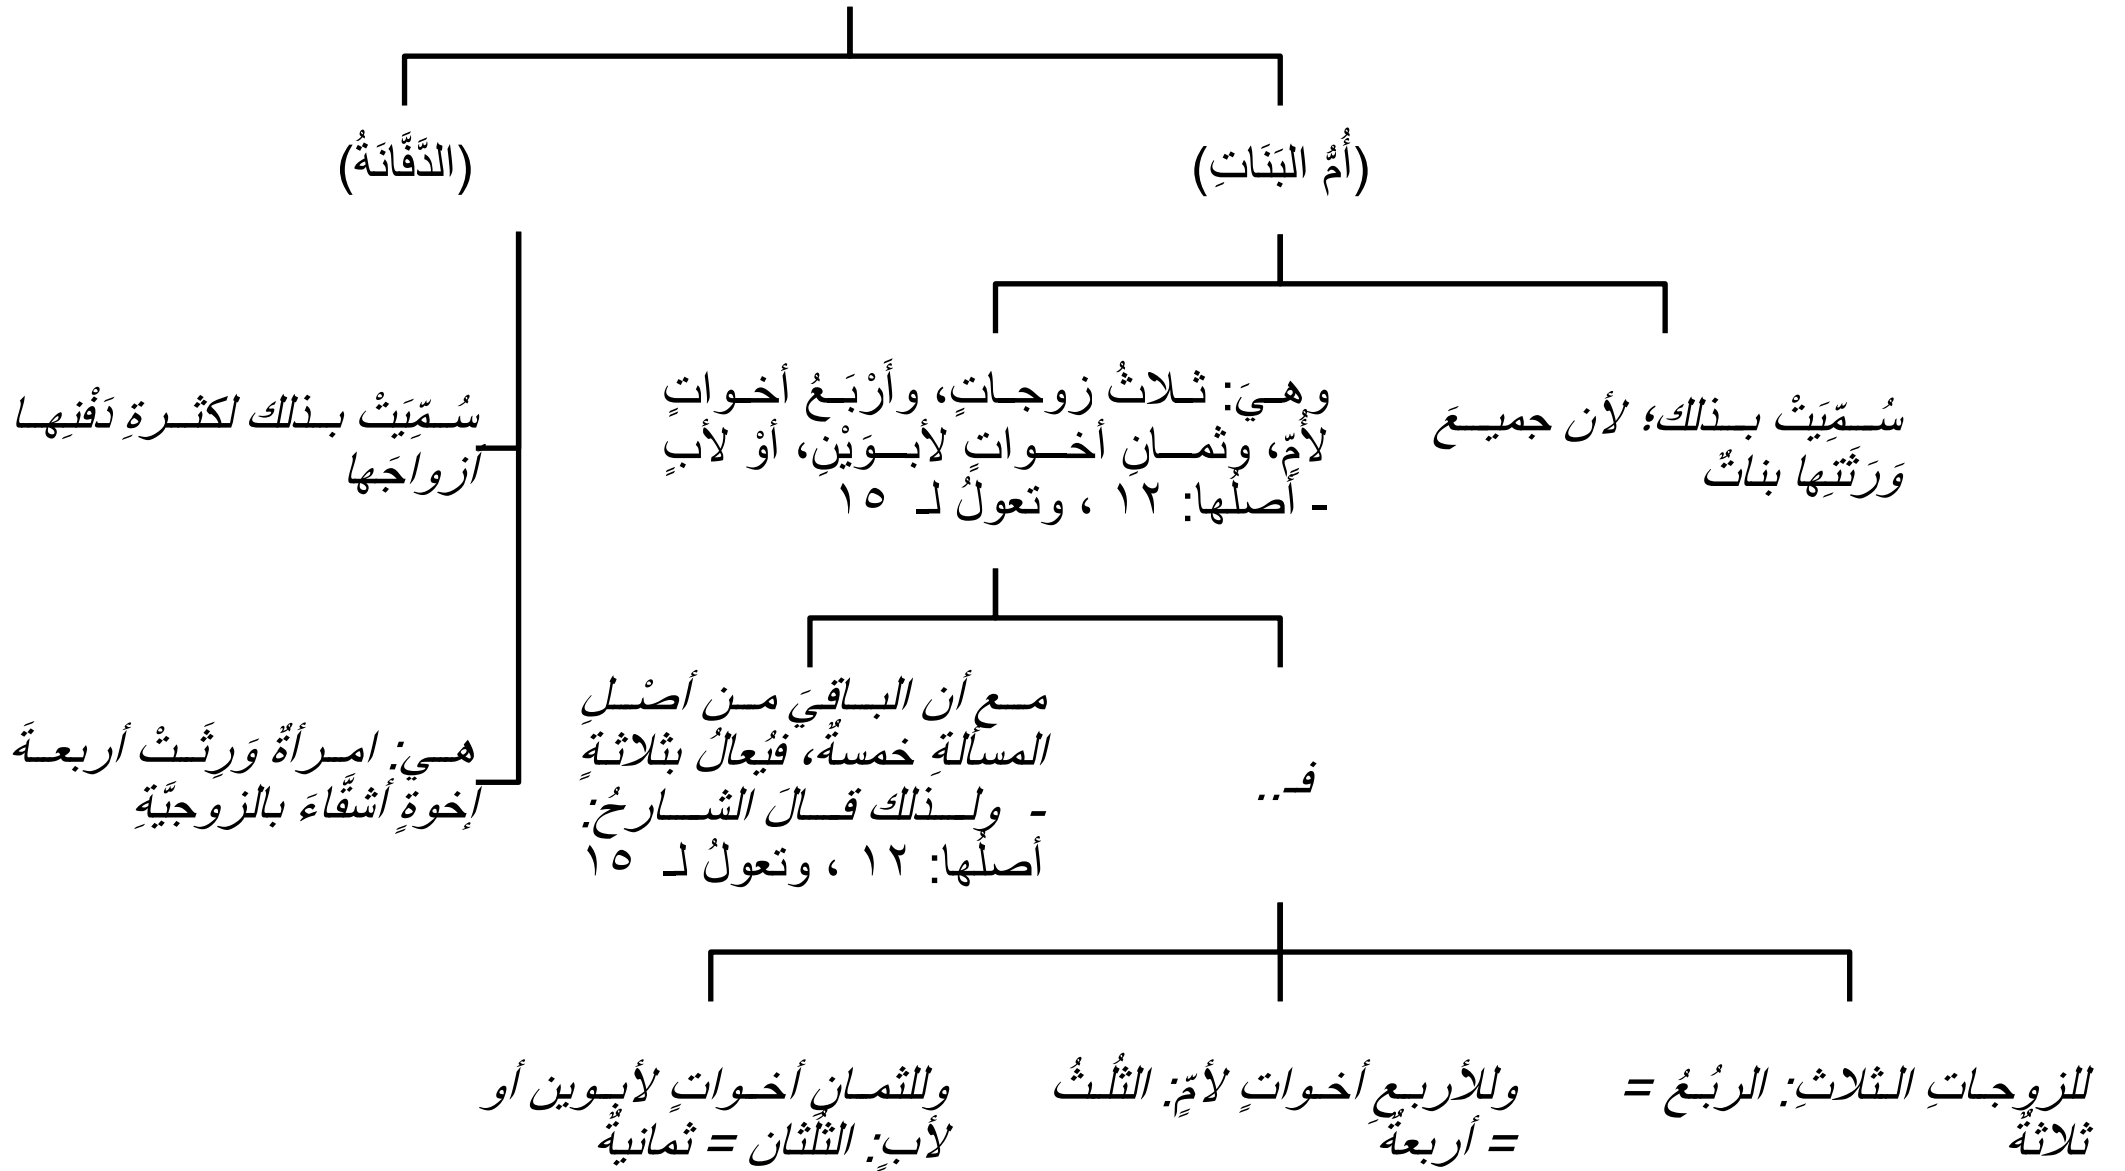 (أُمُّ البَنَاتِ)
سُمِّيَتْ بذلك؛ لأن جميعَ
وَرَثَتِها بناتٌ
وهيَ: ثلاثُ زوجاتٍ، وأَرْبَعُ أخواتٍ
لأُمٍّ، وثمانِ أخواتٍ لأبوَيْنِ، أوْ لأبٍ
- أصلُها: ١٢ ، وتعولُ لـ ١٥
فـ..
للزوجاتِ الثلاثِ: الربُعُ =
ثلاثةٌ
وللأربعِ أخواتٍ لأمٍّ: الثلُثُ
= أربعةٌ
وللثمانِ أخواتٍ لأبوين أو
لأبٍ: الثلُثان = ثمانيةٌ
مع أن الباقيَ من أصْلِ
المسألةِ خمسةٌ، فيُعالُ بثلاثةٍ
- ولذلك قالَ الشارحُ:
أصلُها: ١٢ ، وتعولُ لـ ١٥
(الدَّفَّانَةُ)
سُمِّيَتْ بذلك لكثرةِ دَفْنِها
أزواجَها
هي: امرأةٌ وَرِثَتْ أربعةَ
إخوةٍ أشقَّاءَ بالزوجيَّةِ